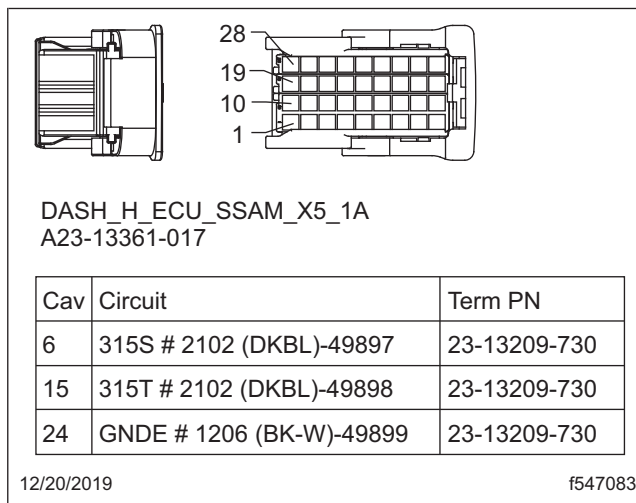 28
19
10
1
DASH_H_ECU_SSAM_X5_1A
A23-13361-017
Cav Circuit Term PN
6 315S # 2102 (DKBL)-49897 23-13209-730
15 315T # 2102 (DKBL)-49898 23-13209-730
24 GNDE # 1206 (BK-W)-49899 23-13209-730
12/20/2019 f547083